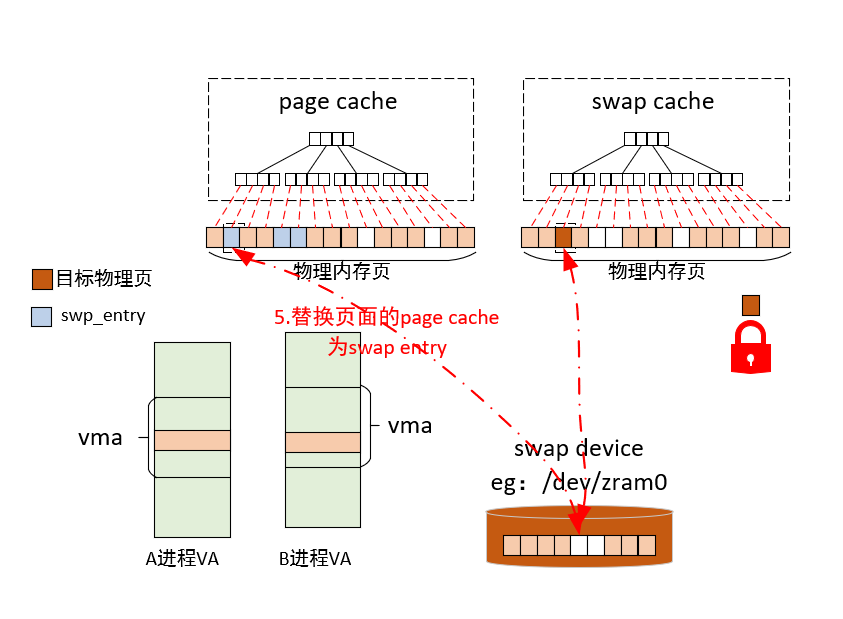 page cache
swap cache
物理内存页
物理内存页
目标物理页
swp_entry
5.替换页面的page cache
为swap entry
vma
vma
swap device
eg：/dev/zram0
A进程VA
B进程VA